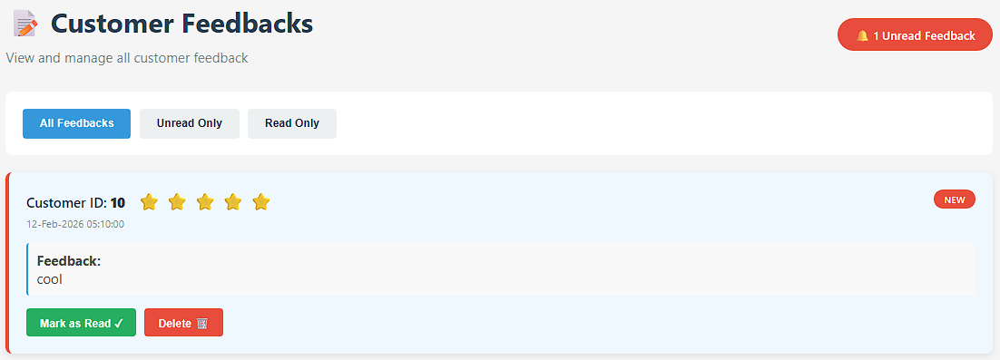 Customer Feedbacks
View and manage all customer feedback
1 Unread Feedback
All Feedbacks
Unread Only
Read Only
Customer ID: 10
NEW
12-Feb-2026 05:10:00
Feedback:
cool
Mark as Read ✓
Delete